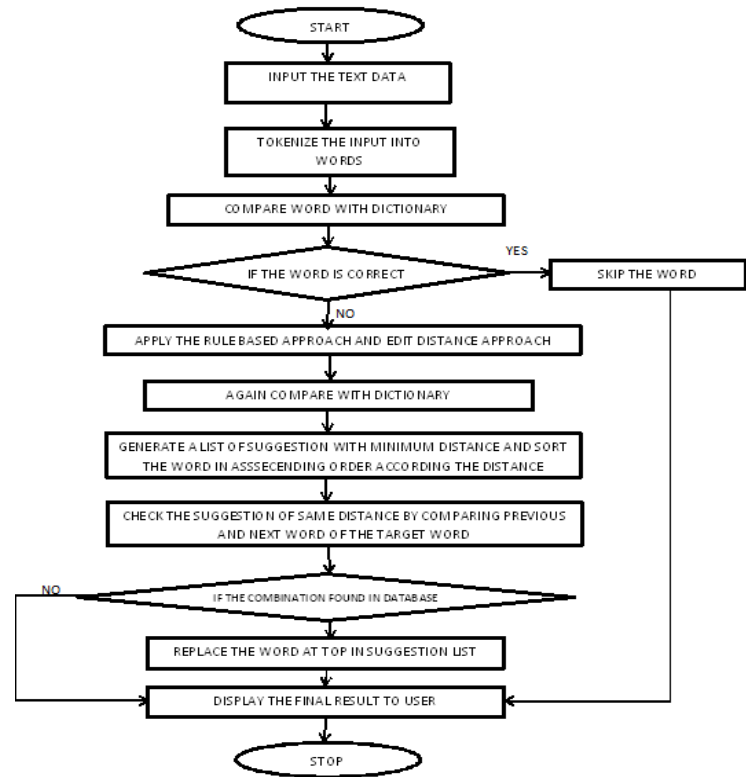 START
INPUT THE TEXT DATA
TOKENIZE THE INPUT INTO
WORDS
COMPARE WORD WITH DICTIONARY
IF THE WORD IS CORRECT
YES
SKIP THE WORD
NO
APPLY THE RULE BASED APPROACH AND EDIT DISTANCE APPROACH
AGAIN COMPARE WITH DICTIONARY
GENERATE A LIST OF SUGGESTION WITH MINIMUM DISTANCE AND SORT
THE WORD IN ASSSECENDING ORDER ACCORDING THE DISTANCE
CHECK THE SUGGESTION OF SAME DISTANCE BY COMPARING PREVIOUS
AND NEXT WORD OF THE TARGET WORD
NO
IF THE COMBINATION FOUND IN DATABASE
REPLACE THE WORD AT TOP IN SUGGESTION LIST
DISPLAY THE FINAL RESULT TO USER
STOP